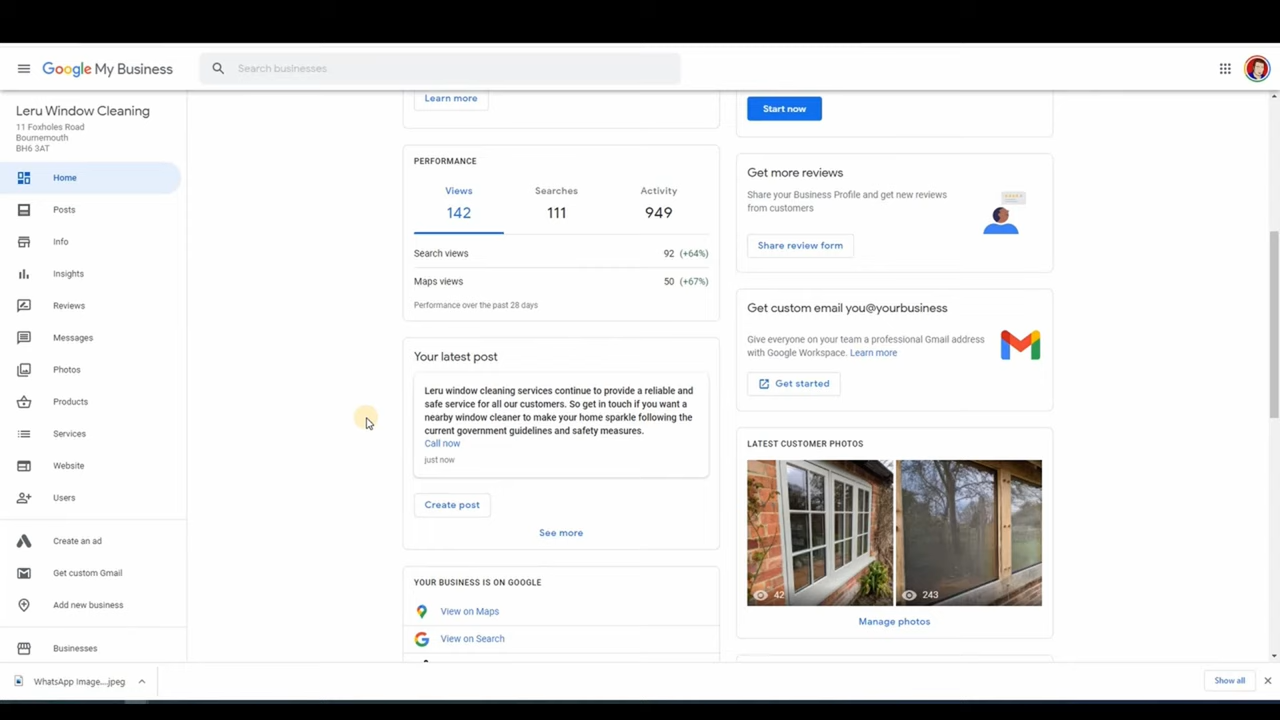 Google My Business
Search businesses
Leru Window Cleaning
11 Foxholes Road
Bournemouth
BH6 3AT
Home
Posts
Info
Insights
Reviews
Messages
Photos
Products
Services
Website
Users
Create an ad
Get custom Gmail
Add new business
Businesses
Learn more
PERFORMANCE
Views Searches Activity
142 111 949
Search views 92 (+64%)
Maps views 50 (+67%)
Performance over the past 28 days
Your latest post
Leru window cleaning services continue to provide a reliable and
safe service for all our customers. So get in touch if you want a
nearby window cleaner to make your home sparkle following the
current government guidelines and safety measures.
Call now
just now
Create post
See more
YOUR BUSINESS IS ON GOOGLE
View on Maps
View on Search
Start now
Get more reviews
Share your Business Profile and get new reviews
from customers
Share review form
Get custom email you@yourbusiness
Give everyone on your team a professional Gmail address
with Google Workspace. Learn more
Get started
LATEST CUSTOMER PHOTOS
42 243
Manage photos
WhatsApp Image....jpeg
Show all